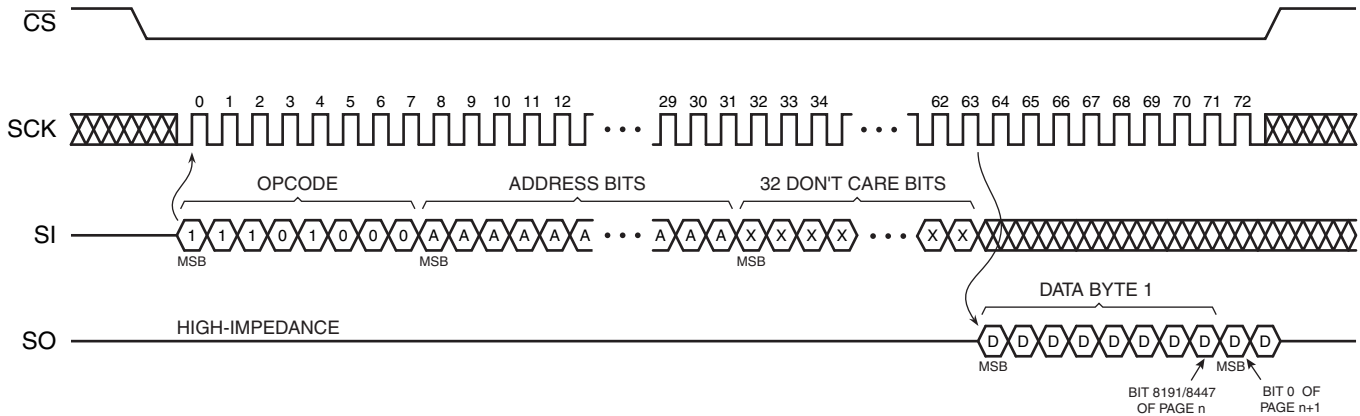 CS
0 1 2 3 4 5 6 7 8 9 10 11 12 29 30 31 32 33 34 62 63 64 65 66 67 68 69 70 71 72
SCK • • • • • •
OPCODE ADDRESS BITS 32 DON'T CARE BITS
SI 1 1 1 0 1 0 0 0 A A A A A A • • • A A A X X X X • • • X X
MSB MSB MSB
DATA BYTE 1
HIGH-IMPEDANCE
SO D D D D D D D D D D
MSB MSB
BIT 8191/8447 BIT 0 OF
OF PAGE n PAGE n+1